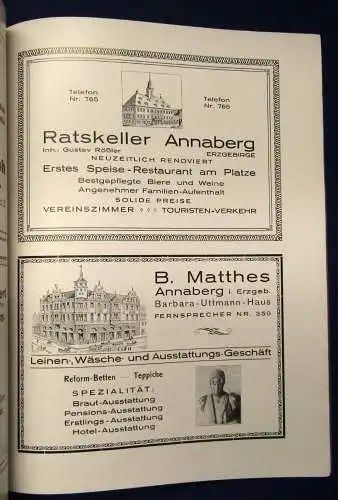 Telefon
Nr. 765
Telefon
Nr. 765
Ratskeller Annaberg
Inh.: Gustav Rößler
ERZGEBIRGE
NEUZEITLICH RENOVIERT
Erstes Speise-Restaurant am Platze
Bestgepflegte Biere und Weine
Angenehmer Familien-Aufenthalt
SOLIDE PREISE
VEREINSZIMMER TOURISTEN-VERKEHR
B. Matthes
Annaberg i. Erzgeb.
Barbara-Uttmann-Haus
FERNSPRECHER NR. 350
Leinen-, Wäsche- und Ausstattungs-Geschäft
Reform-Betten — Teppiche
SPEZIALITÄT:
Braut-Ausstattung
Pensions-Ausstattung
Erstlings-Ausstattung
Hotel-Ausstattung